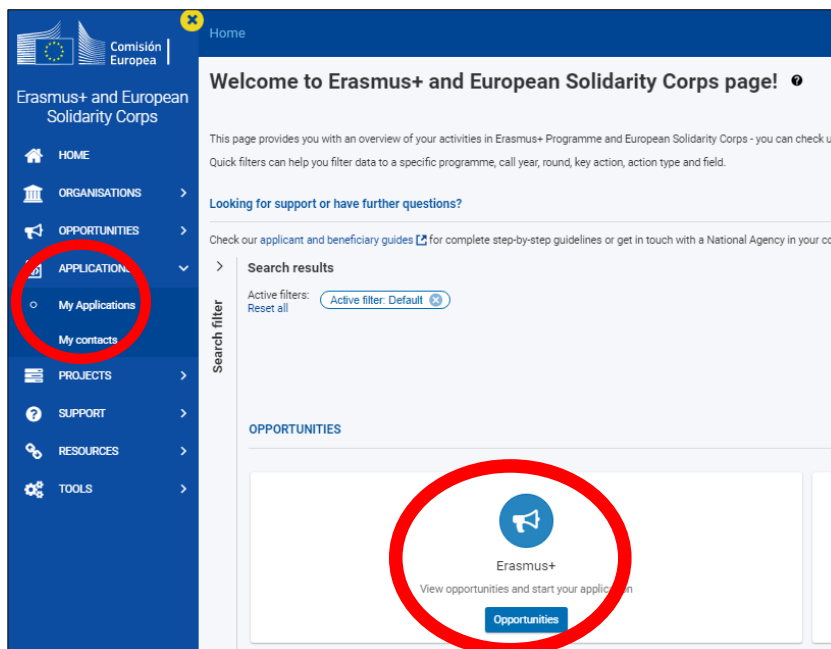 Comisión
Europea
Erasmus+ and European
Solidarity Corps
HOME
ORGANISATIONS
OPPORTUNITIES
APPLICATIONS
My Applications
My contacts
PROJECTS
SUPPORT
RESOURCES
TOOLS
Home
Welcome to Erasmus+ and European Solidarity Corps page!
This page provides you with an overview of your activities in Erasmus+ Programme and European Solidarity Corps - you can check u
Quick filters can help you filter data to a specific programme, call year, round, key action, action type and field.
Looking for support or have further questions?
Check our applicant and beneficiary guides for complete step-by-step guidelines or get in touch with a National Agency in your co
Search filter
Search results
Active filters:
Reset all
Active filter: Default
OPPORTUNITIES
Erasmus+
View opportunities and start your application
Opportunities